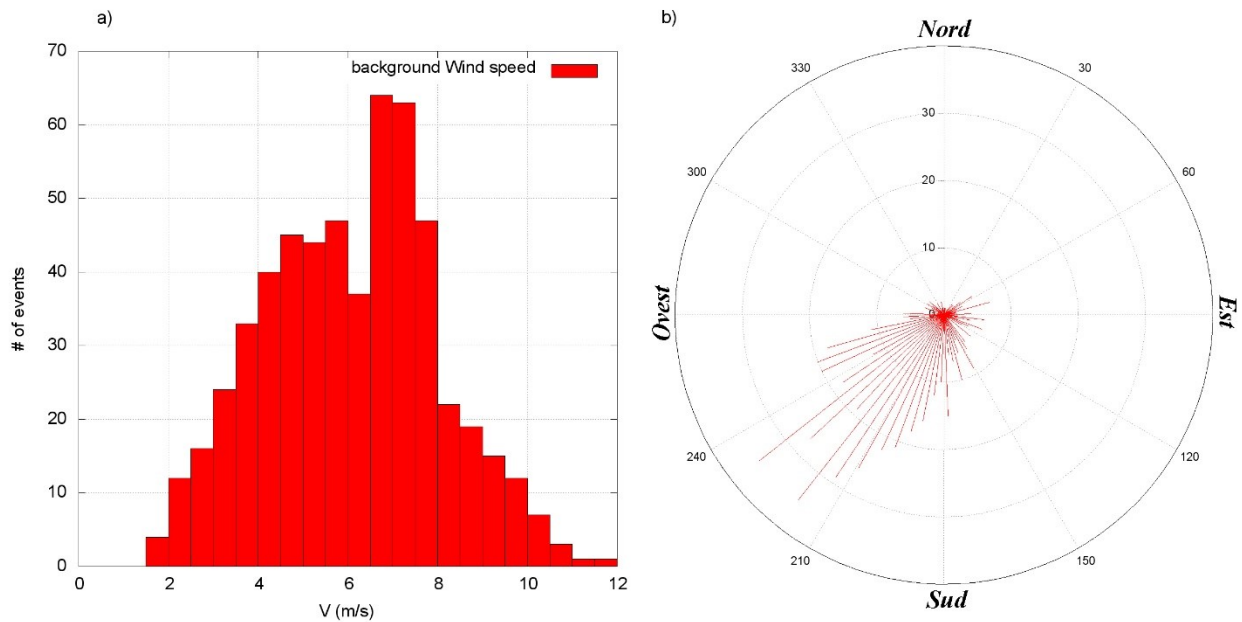 a)
70
60
50
40
30
20
10
0
# of events
background Wind speed
0 2 4 6 8 10 12
V (m/s)
b)
Nord
330 30
300 60
30
20
10
0
Ovest Est
240 120
210 150
Sud